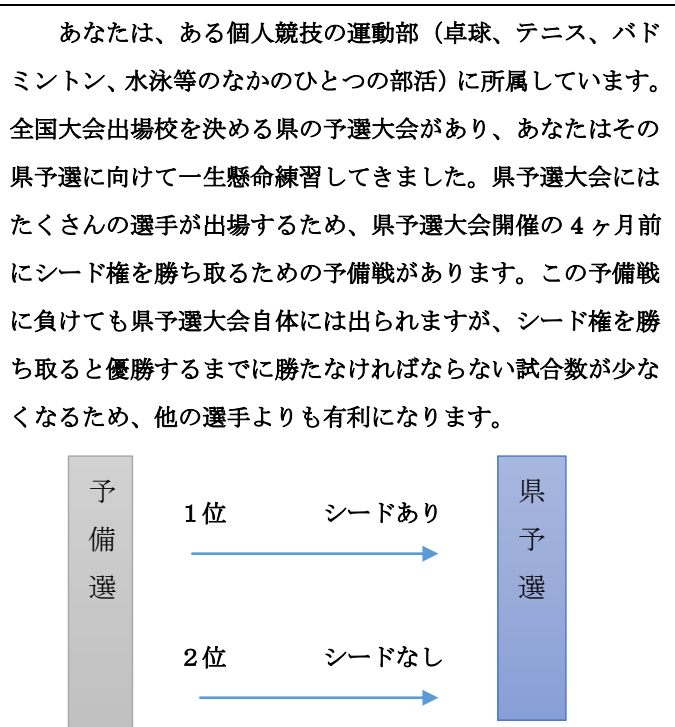 あなたは、ある個人競技の運動部（卓球、テニス、バド
ミントン、水泳等のなかのひとつの部活）に所属しています。
全国大会出場校を決める県の予選大会があり、あなたはその
県予選に向けて一生懸命練習してきました。県予選大会には
たくさんの選手が出場するため、県予選大会開催の４ヶ月前
にシード権を勝ち取るための予備戦があります。この予備戦
に負けても県予選大会自体には出られますが、シード権を勝
ち取ると優勝するまでに勝たなければならない試合数が少な
くなるため、他の選手よりも有利になります。
予備選
１位 シードあり
２位 シードなし
県予選